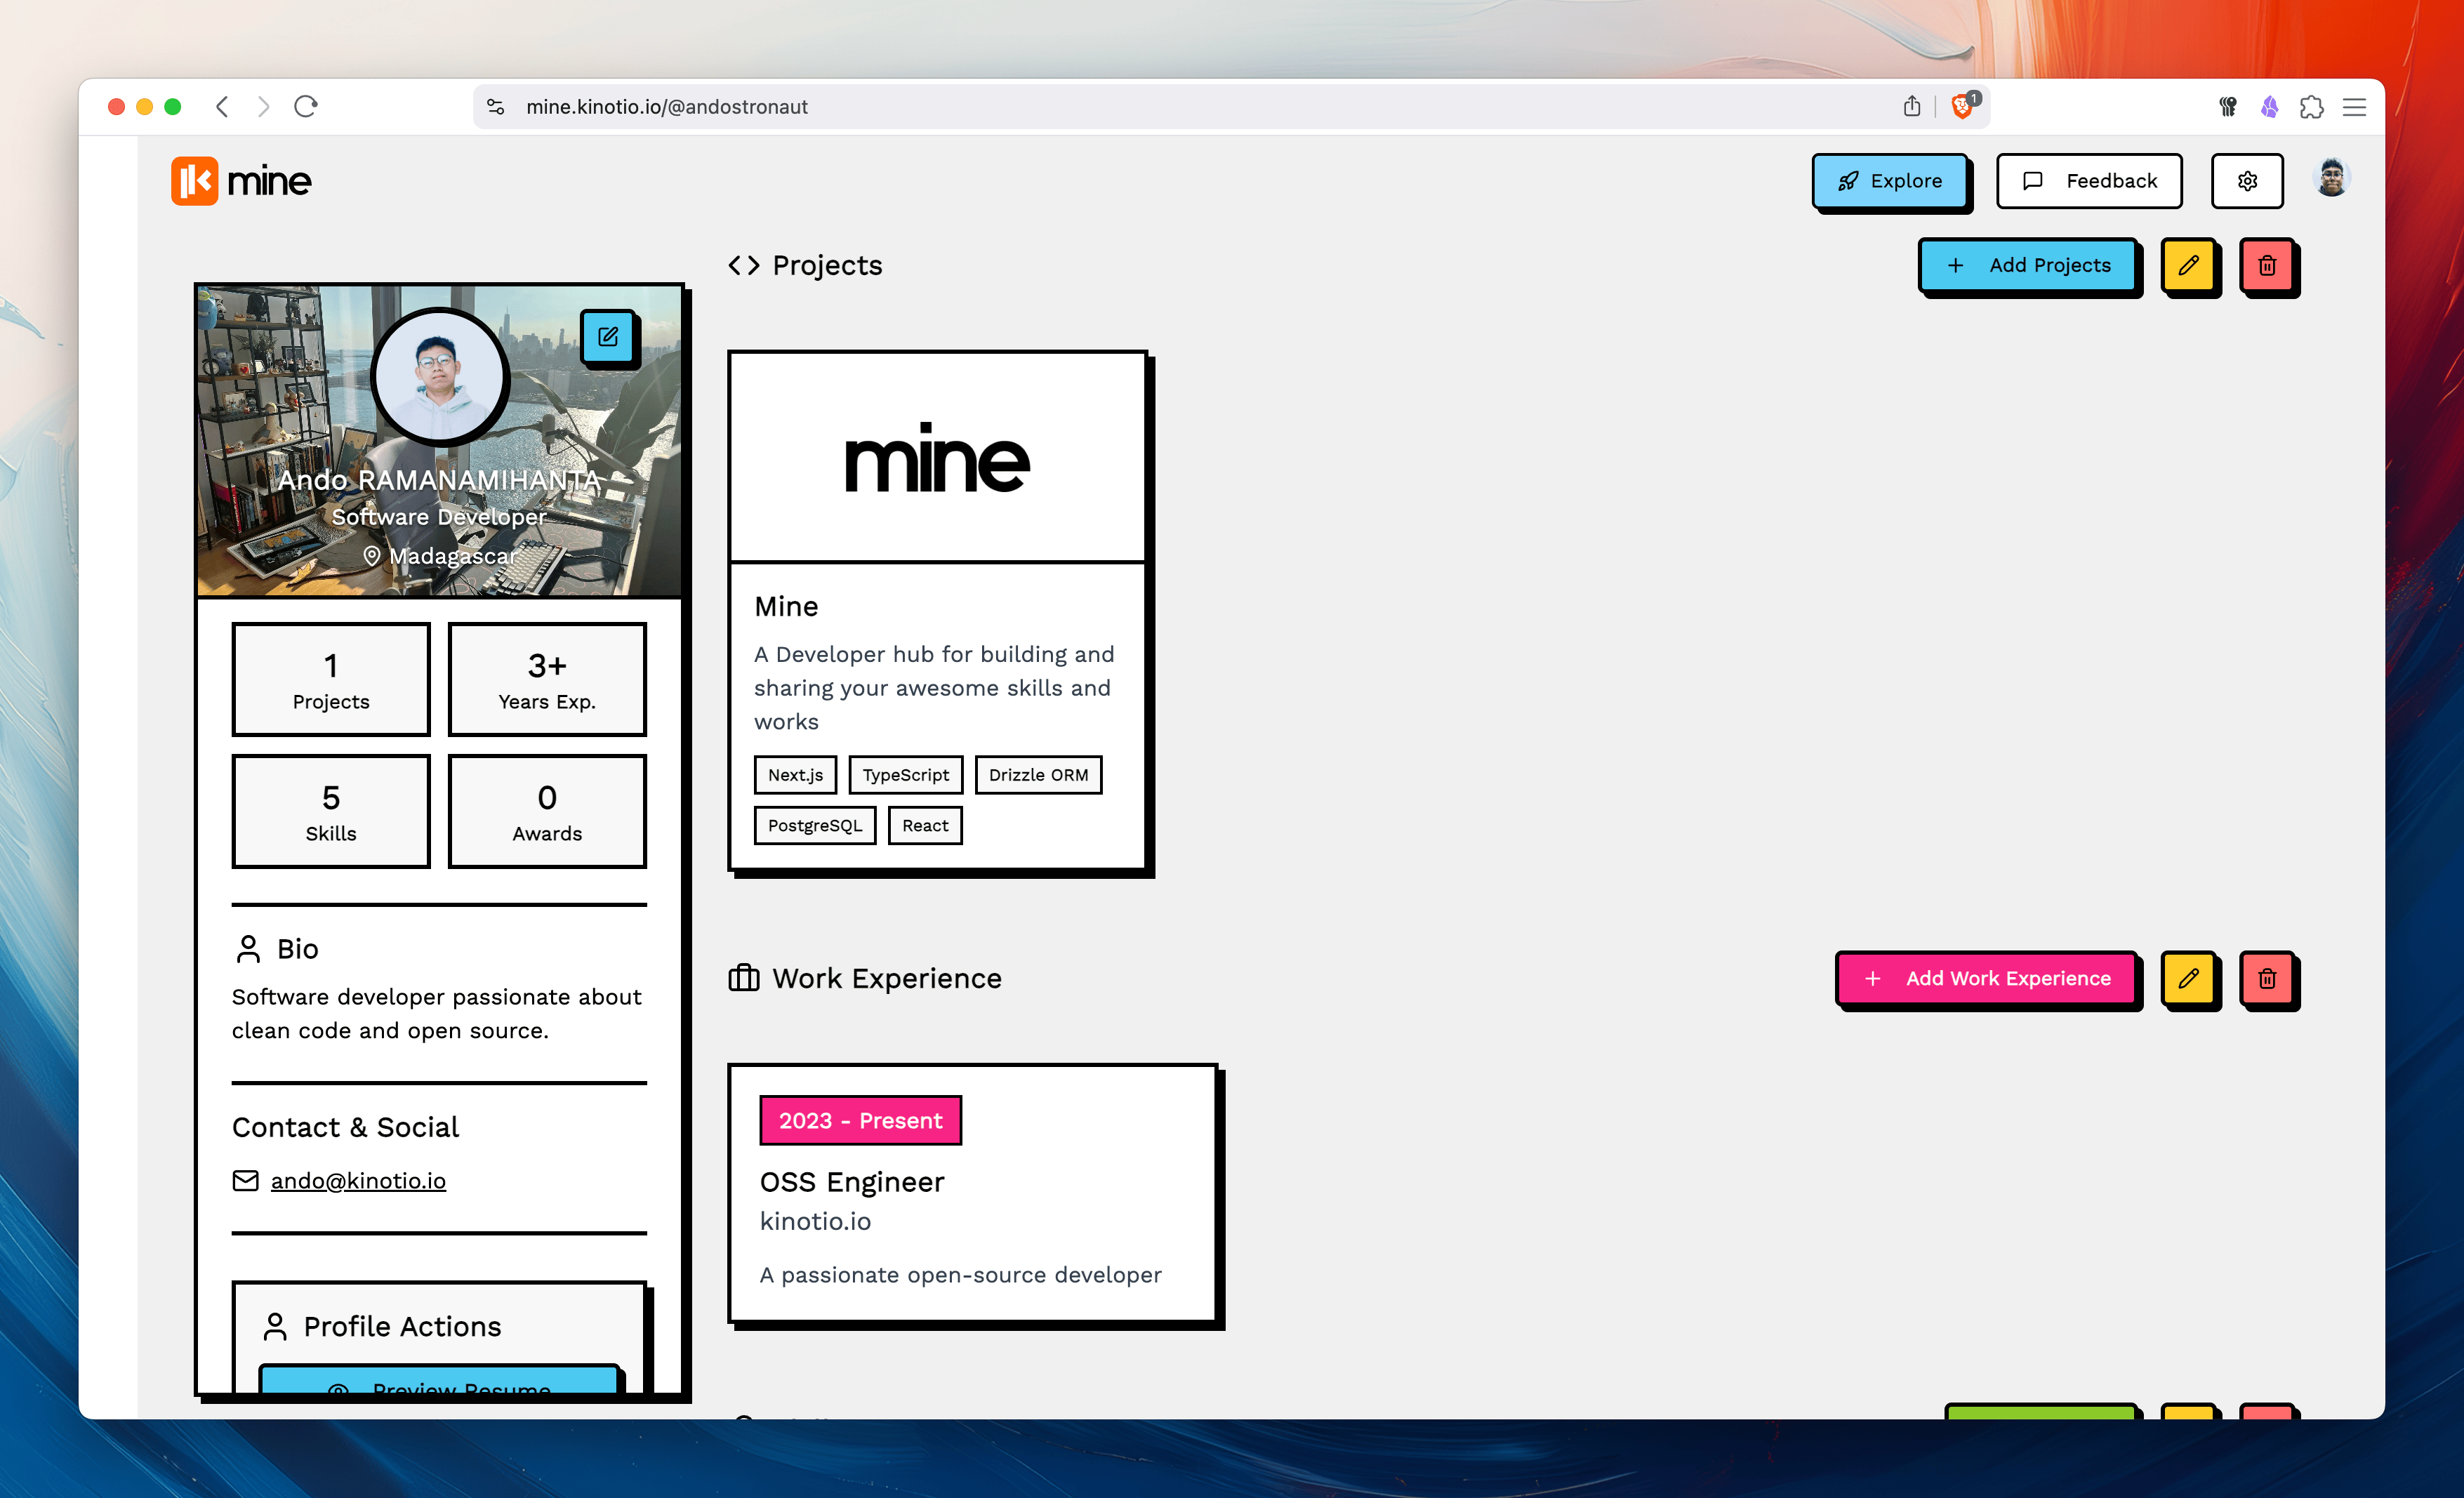 mine.kinotio.io/@andostronaut
1
mine
Explore
Feedback
Projects
Add Projects
Ando RAMANAMIHANTA
Software Developer
Madagascar
1
Projects
3+
Years Exp.
5
Skills
0
Awards
Bio
Software developer passionate about
clean code and open source.
Contact & Social
ando@kinotio.io
Profile Actions
Preview Resume
mine
Mine
A Developer hub for building and
sharing your awesome skills and
works
Next.js TypeScript Drizzle ORM
PostgreSQL React
Work Experience
Add Work Experience
2023 - Present
OSS Engineer
kinotio.io
A passionate open-source developer